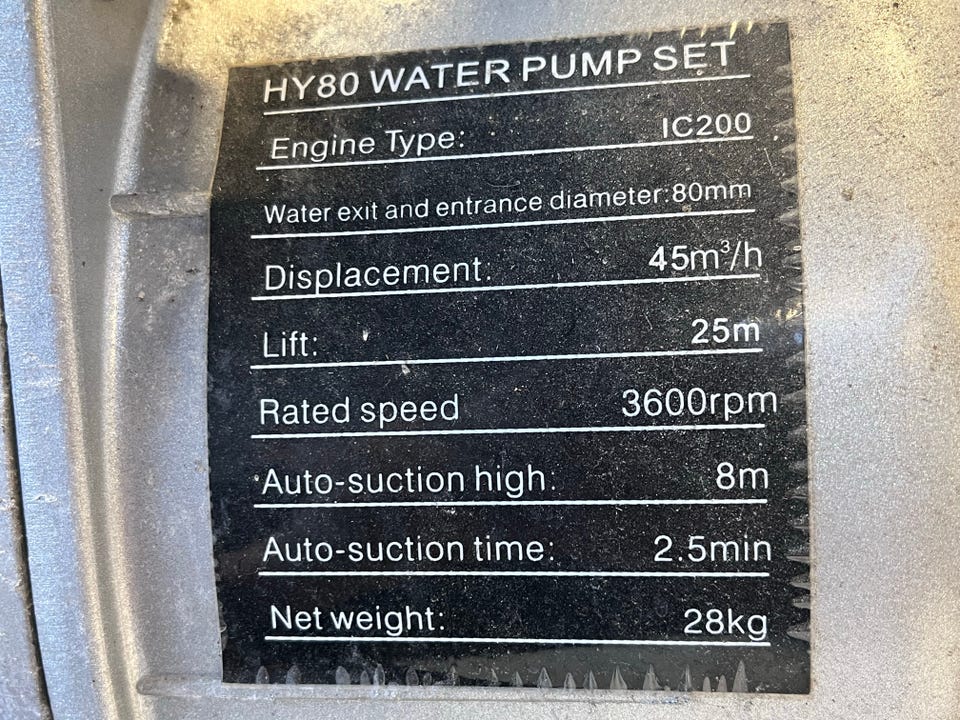 HY80 WATER PUMP SET
Engine Type: IC200
Water exit and entrance diameter:80mm
Displacement: 45m³/h
Lift: 25m
Rated speed 3600rpm
Auto-suction high: 8m
Auto-suction time: 2.5min
Net weight: 28kg